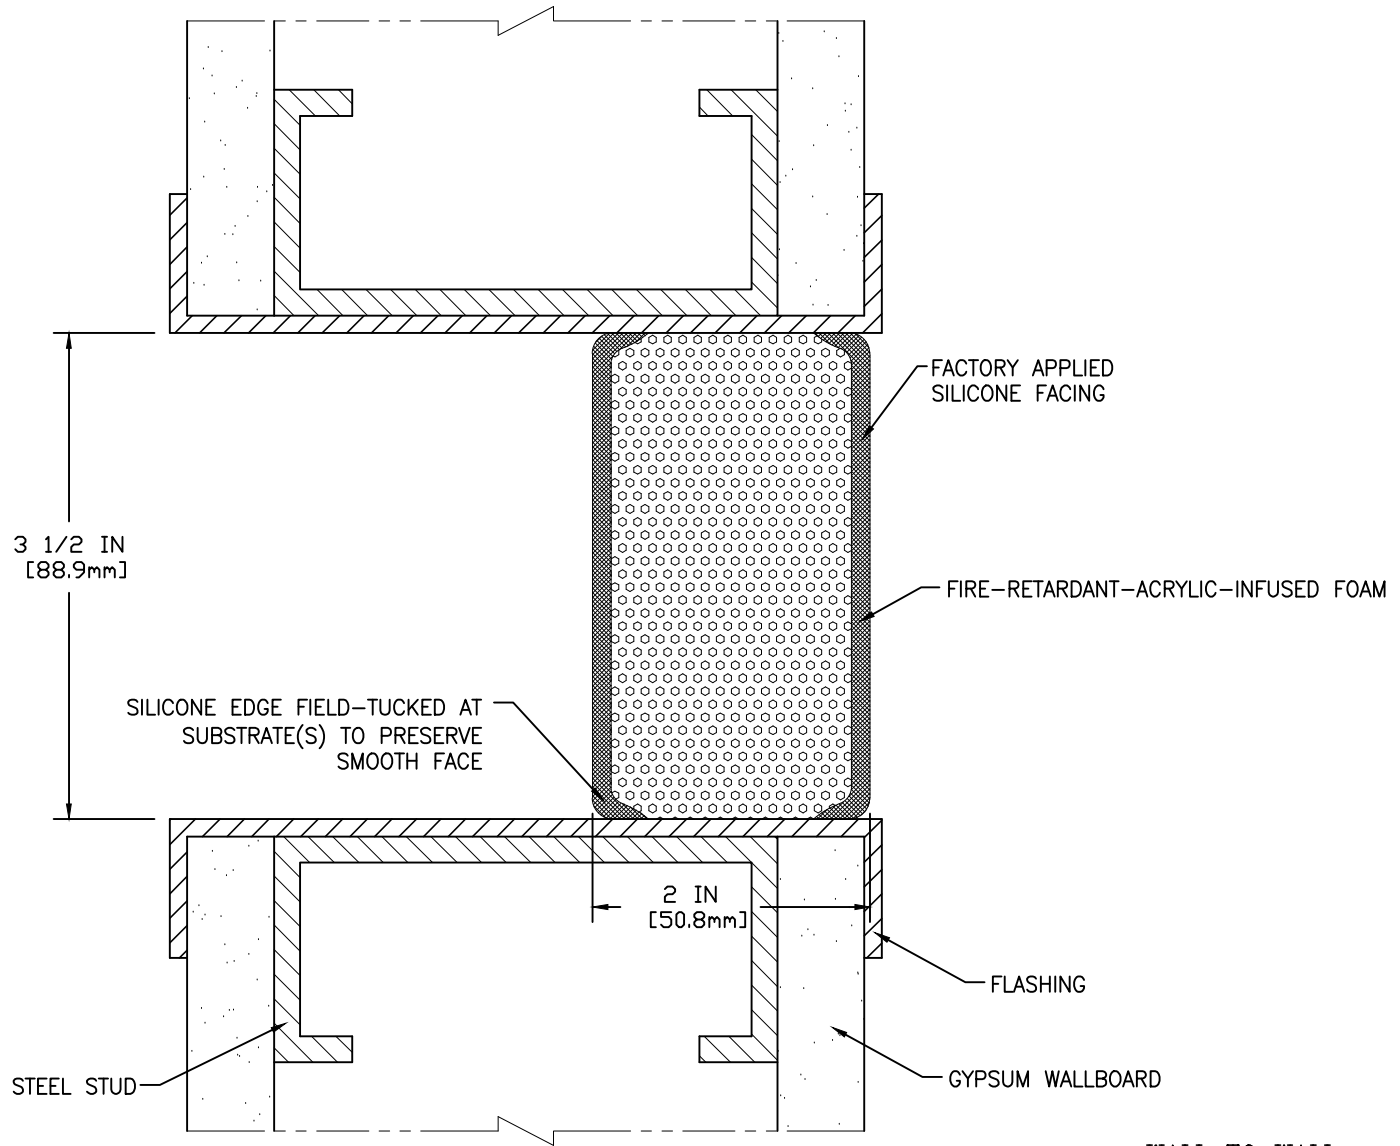 FACTORY APPLIED
SILICONE FACING
3 1/2 IN
[88.9mm]
FIRE-RETARDANT-ACRYLIC-INFUSED FOAM
SILICONE EDGE FIELD-TUCKED AT
SUBSTRATE(S) TO PRESERVE
SMOOTH FACE
2 IN
[50.8mm]
FLASHING
STEEL STUD
GYPSUM WALLBOARD